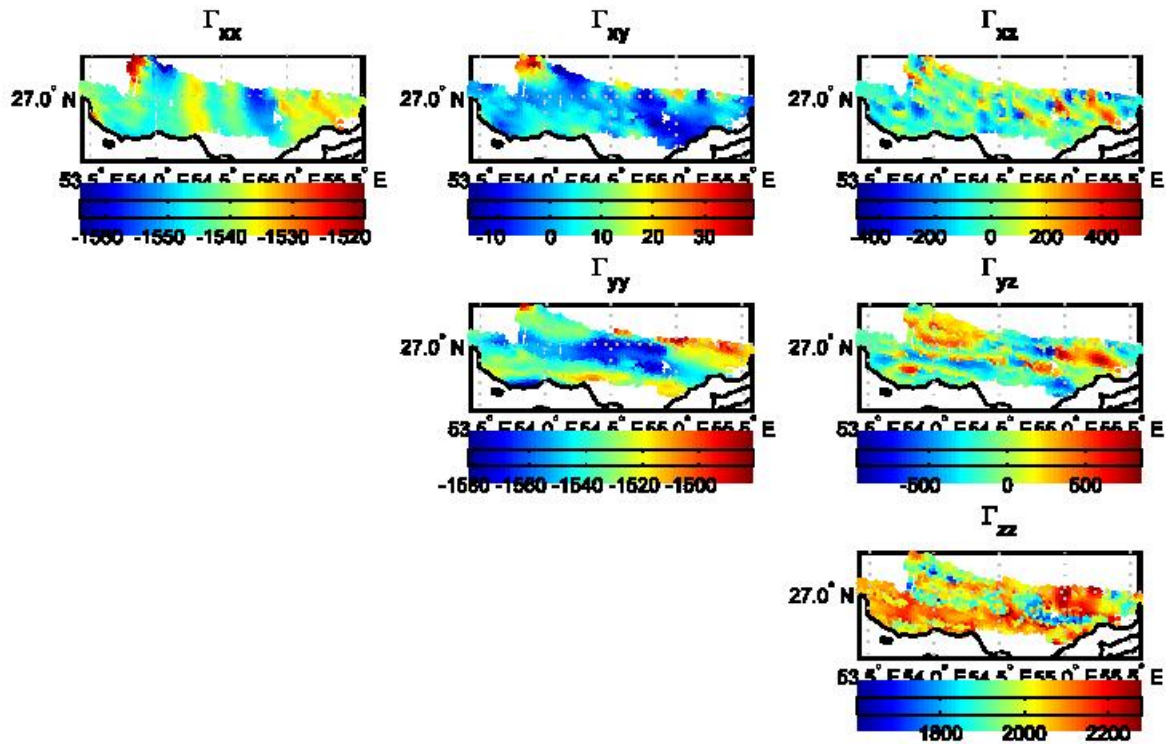 Γxx Γxy Γxz
27.0° N 27.0° N 27.0° N
53.5° E54.0° E54.5° E55.0° E55.5° E 53.5° E54.0° E54.5° E55.0° E55.5° E 53.5° E54.0° E54.5° E55.0° E55.5° E
-1560 -1550 -1540 -1530 -1520 -10 0 10 20 30 -400 -200 0 200 400
Γyy Γyz
27.0° N 27.0° N
53.5° E54.0° E54.5° E55.0° E55.5° E 53.5° E54.0° E54.5° E55.0° E55.5° E
-1580 -1560 -1540 -1520 -1500 -500 0 500
Γzz
27.0° N
53.5° E54.0° E54.5° E55.0° E55.5° E
1800 2000 2200